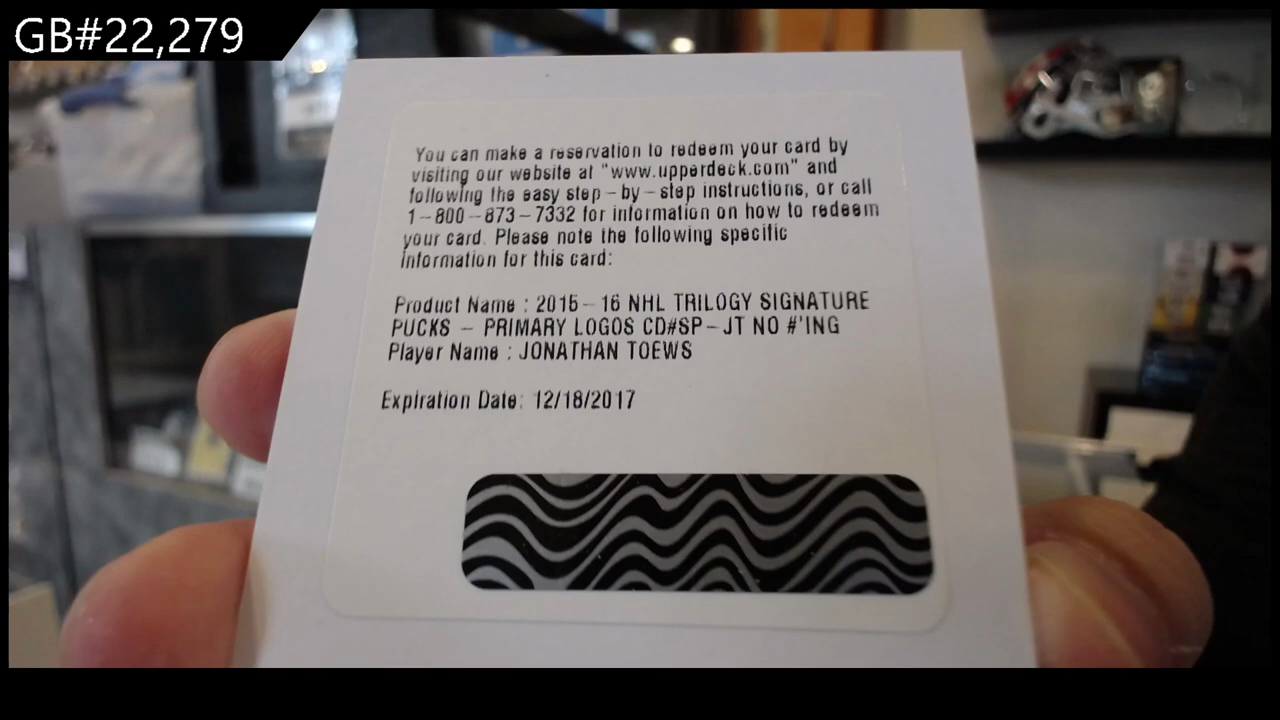 GB#22,279
You can make a reservation to redeem your card by
visiting our website at "www.upperdeck.com" and
following the easy step-by-step instructions, or call
1-800-873-7332 for information on how to redeem
your card. Please note the following specific
information for this card:
Product Name : 2015-16 NHL TRILOGY SIGNATURE
PUCKS - PRIMARY LOGOS CD#SP-JT NO #'ING
Player Name : JONATHAN TOEWS
Expiration Date: 12/18/2017